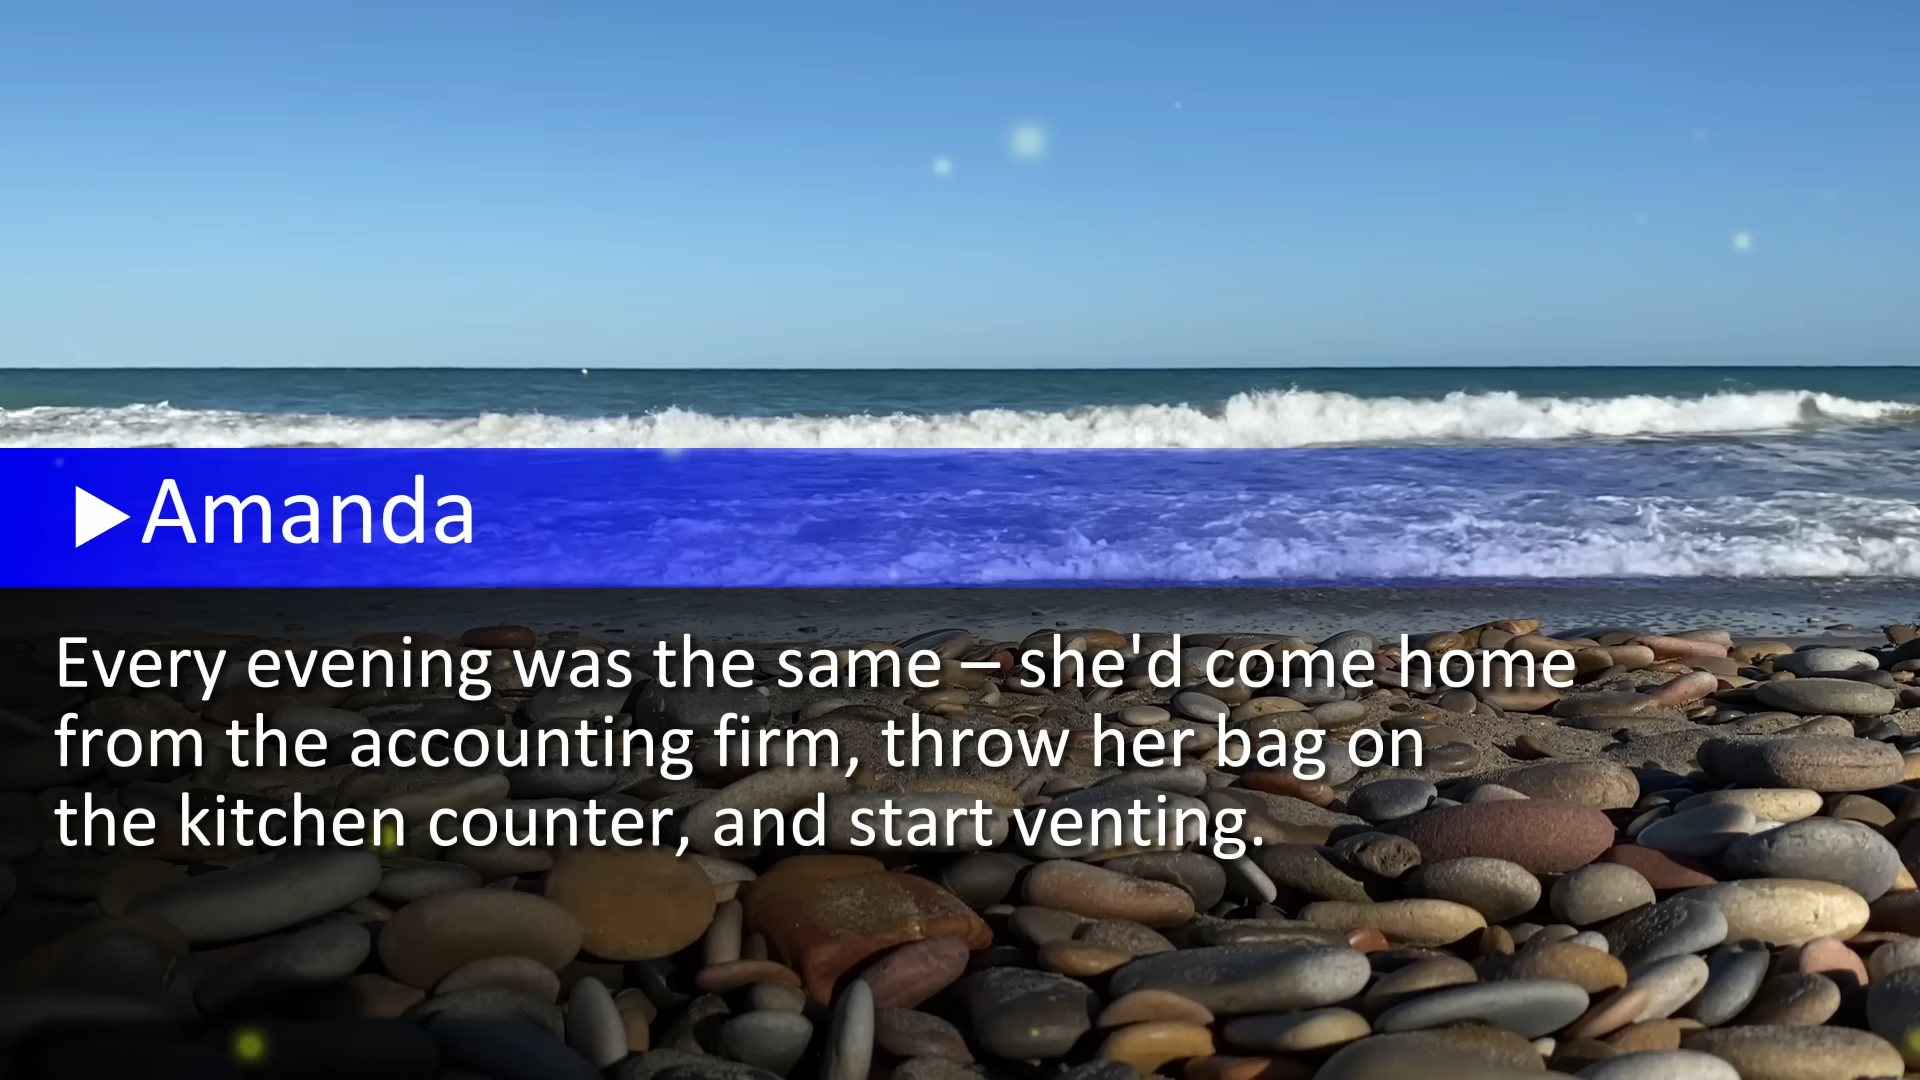 ▶Amanda
Every evening was the same – she'd come home
from the accounting firm, throw her bag on
the kitchen counter, and start venting.